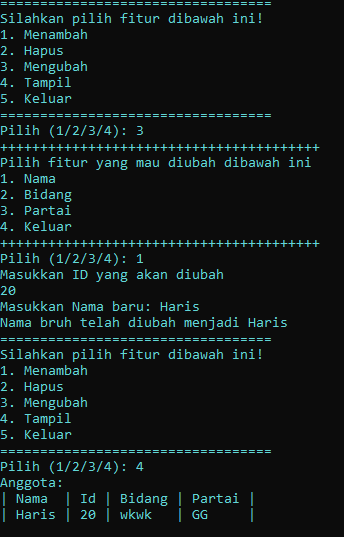 ==================================
Silahkan pilih fitur dibawah ini!
1. Menambah
2. Hapus
3. Mengubah
4. Tampil
5. Keluar
==================================
Pilih (1/2/3/4): 3
++++++++++++++++++++++++++++++++++++++++
Pilih fitur yang mau diubah dibawah ini
1. Nama
2. Bidang
3. Partai
4. Keluar
++++++++++++++++++++++++++++++++++++++++
Pilih (1/2/3/4): 1
Masukkan ID yang akan diubah
20
Masukkan Nama baru: Haris
Nama bruh telah diubah menjadi Haris
==================================
Silahkan pilih fitur dibawah ini!
1. Menambah
2. Hapus
3. Mengubah
4. Tampil
5. Keluar
==================================
Pilih (1/2/3/4): 4
Anggota:
| Nama  | Id | Bidang | Partai |
| Haris | 20 | wkwk   | GG     |